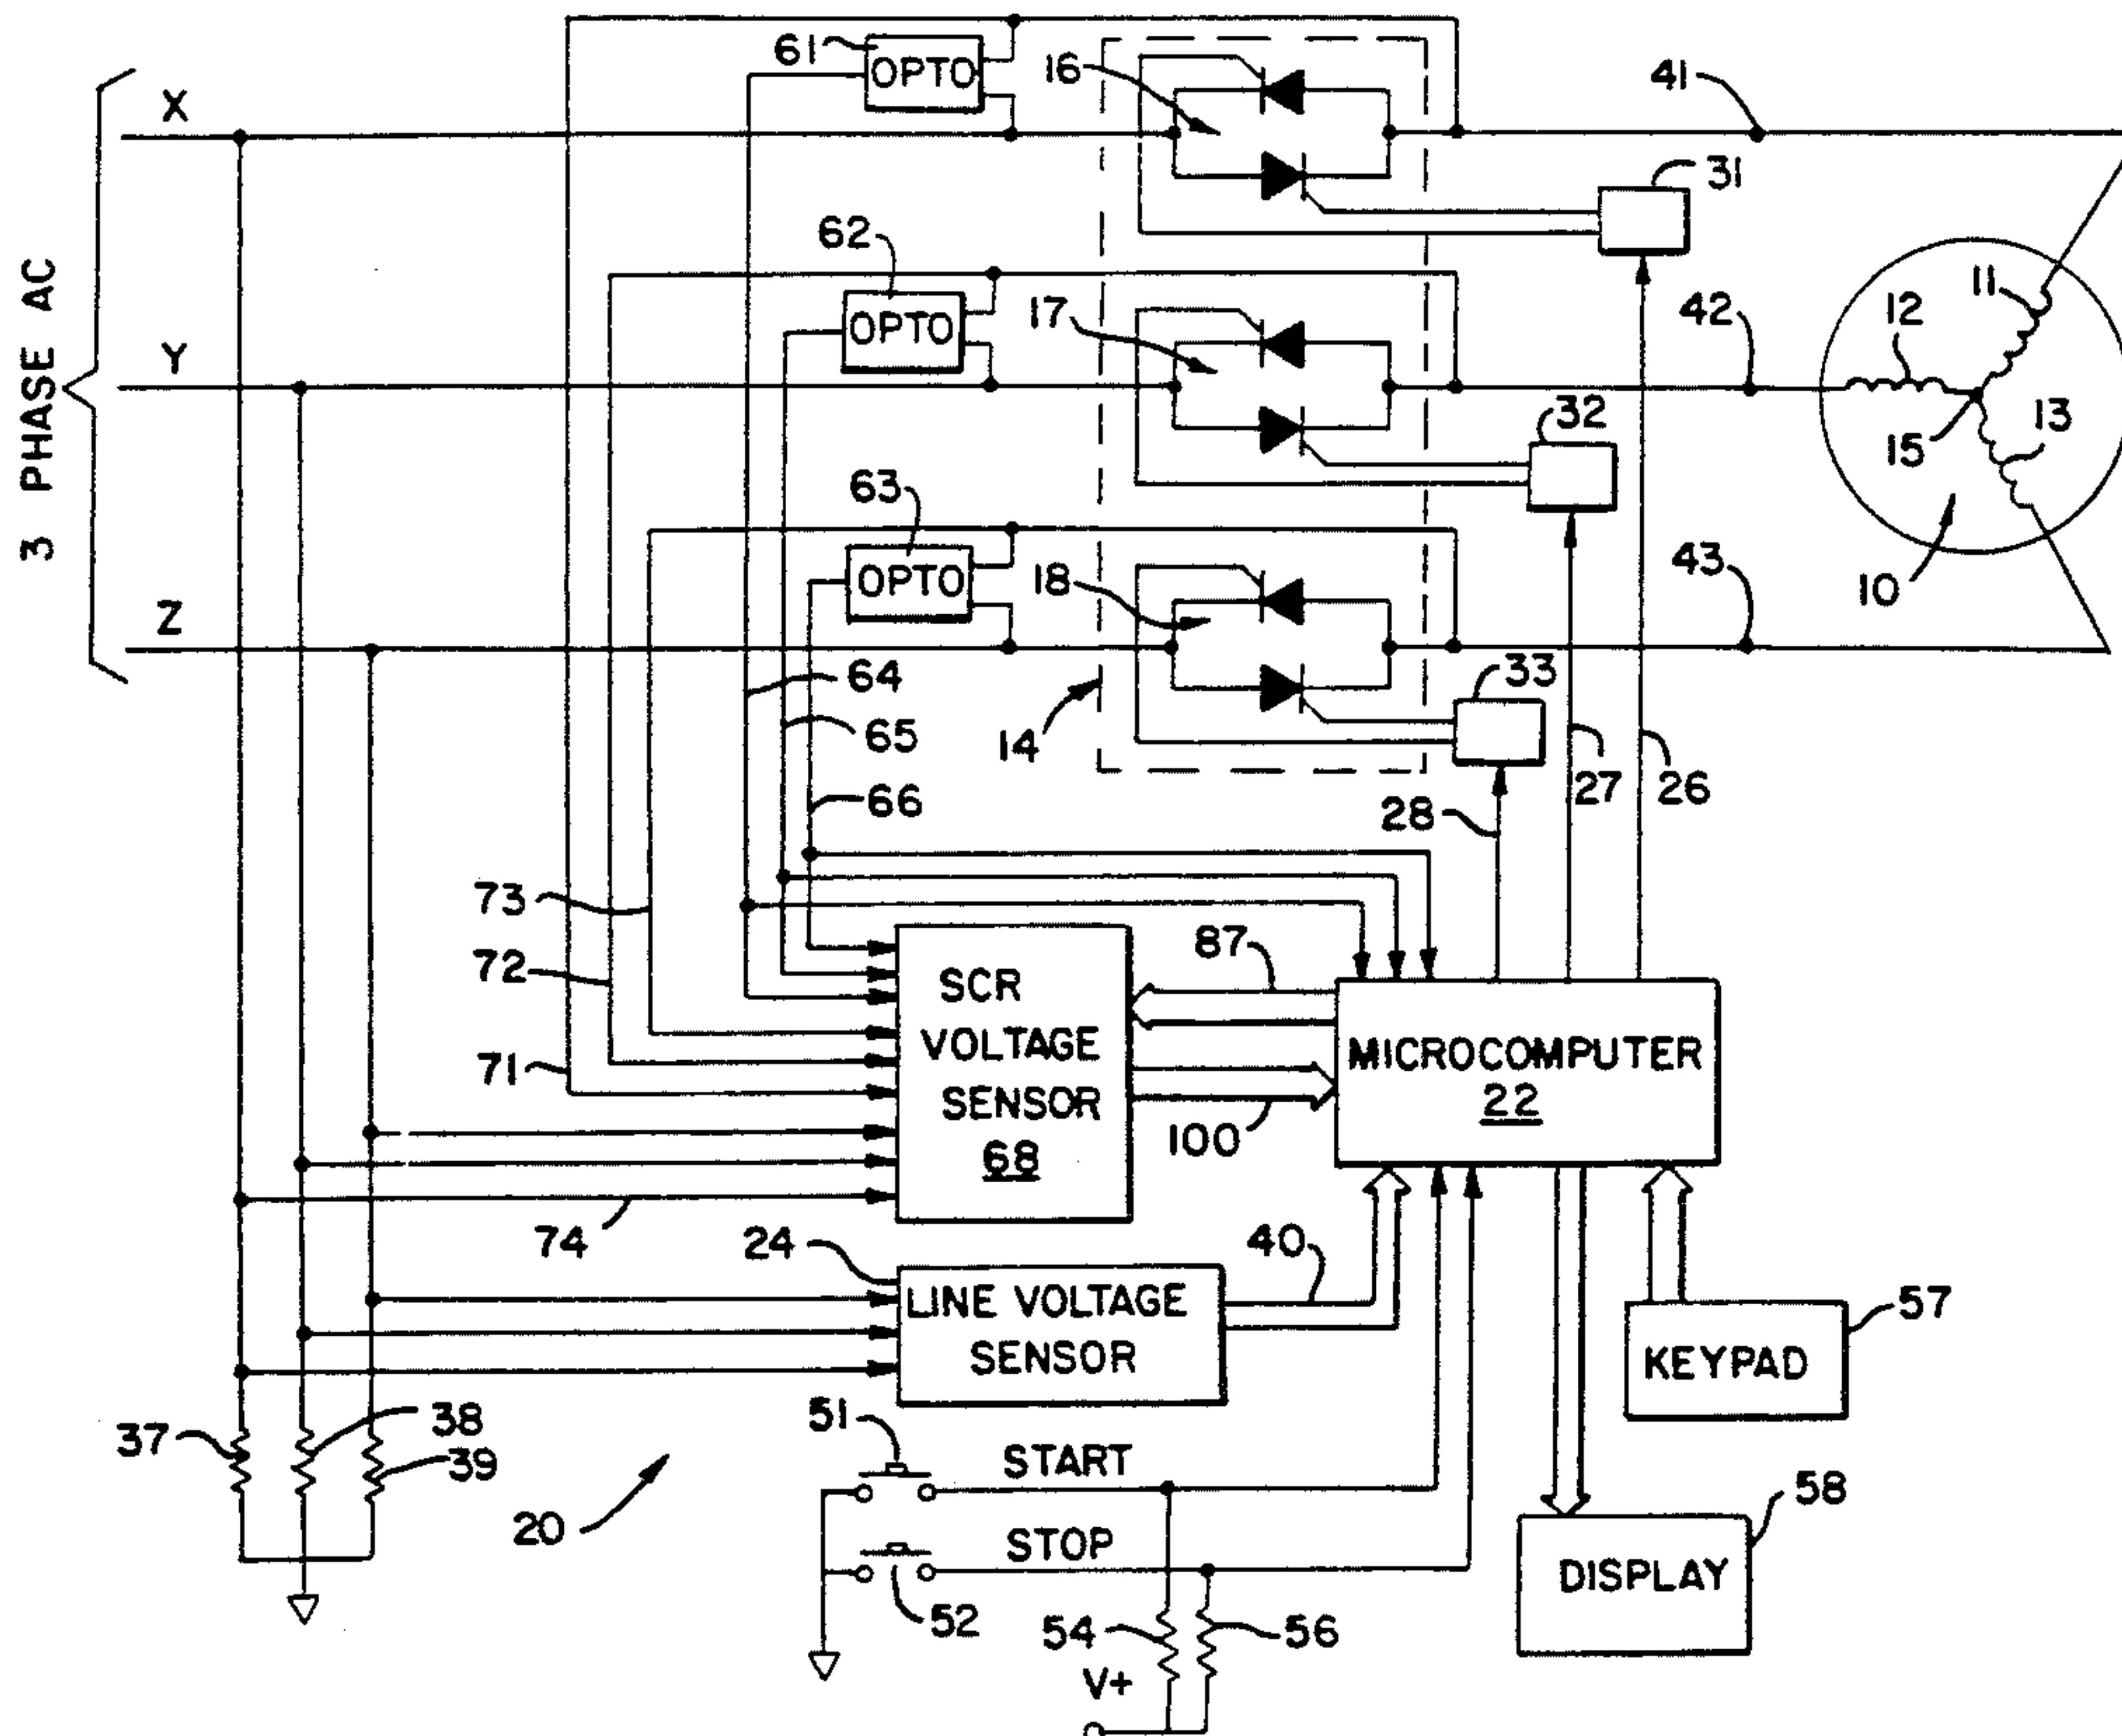 61
OPTO
16
41
X
31
62
OPTO
17
42
12
11
3 PHASE AC
Y
32
15
13
63
OPTO
18
43
10
Z
33
64
65
14
66
27
26
28
73
87
72
SCR
VOLTAGE
SENSOR
68
MICROCOMPUTER
22
71
100
74
24
40
LINE VOLTAGE
SENSOR
57
KEYPAD
51
37
38
39
START
20
58
STOP
DISPLAY
52
54
56
V+